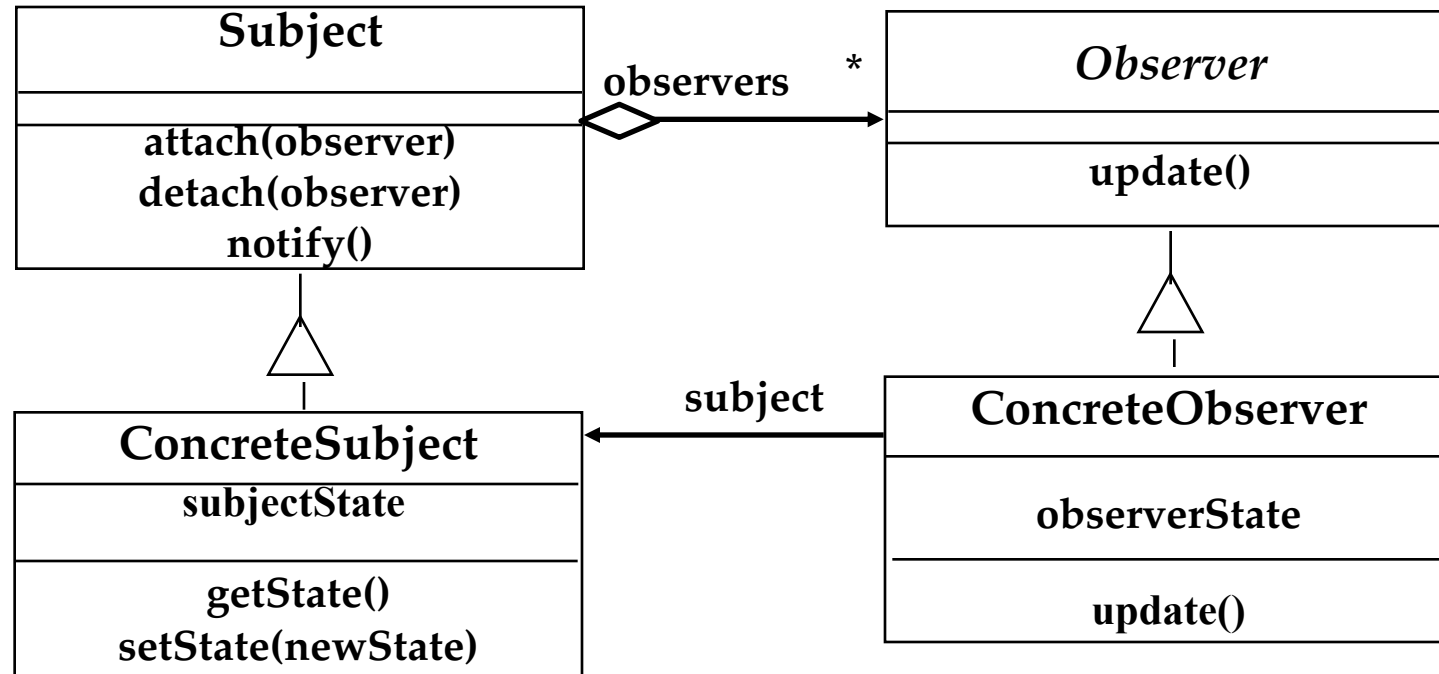 Subject
attach(observer)
detach(observer)
notify()
observers
*
Observer
update()
ConcreteSubject
subjectState
getState()
setState(newState)
subject
ConcreteObserver
observerState
update()